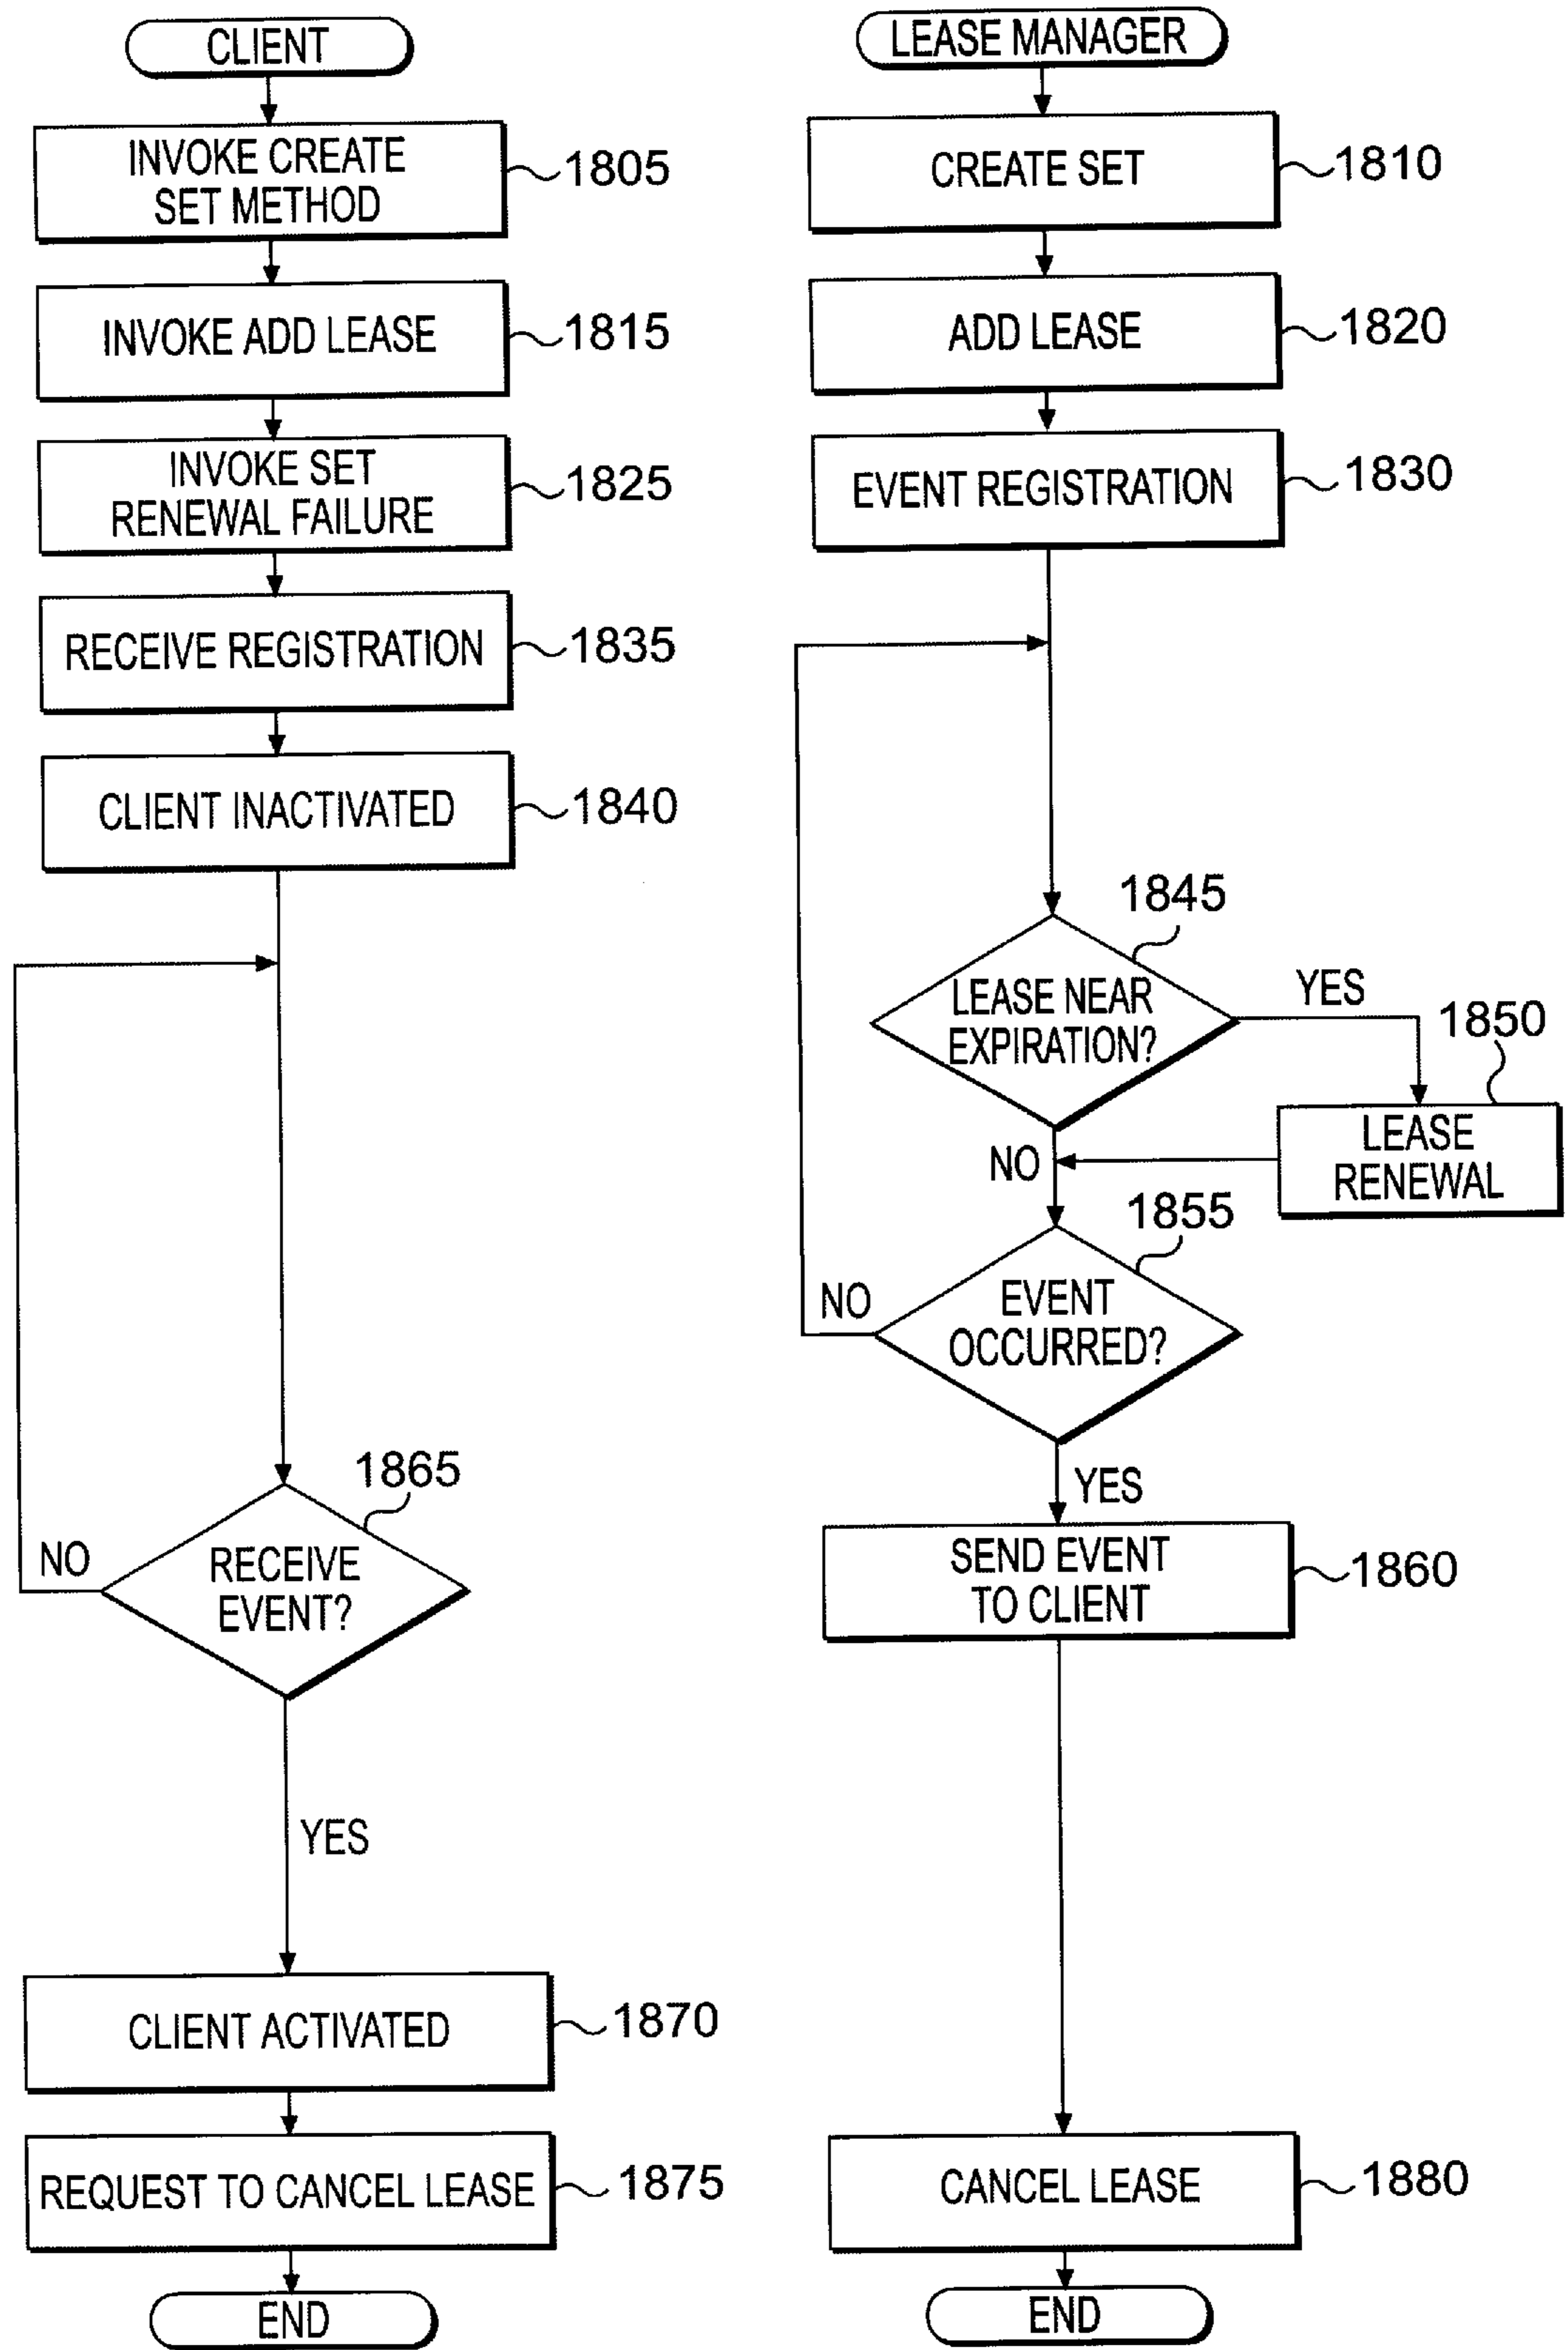 CLIENT
INVOKE CREATE
SET METHOD
1805
INVOKE ADD LEASE
1815
INVOKE SET
RENEWAL FAILURE
1825
RECEIVE REGISTRATION
1835
CLIENT INACTIVATED
1840
1865
RECEIVE
EVENT?
NO
YES
CLIENT ACTIVATED
1870
REQUEST TO CANCEL LEASE
1875
END
LEASE MANAGER
CREATE SET
1810
ADD LEASE
1820
EVENT REGISTRATION
1830
1845
LEASE NEAR
EXPIRATION?
YES
1850
LEASE
RENEWAL
NO
1855
EVENT
OCCURRED?
NO
YES
SEND EVENT
TO CLIENT
1860
CANCEL LEASE
1880
END